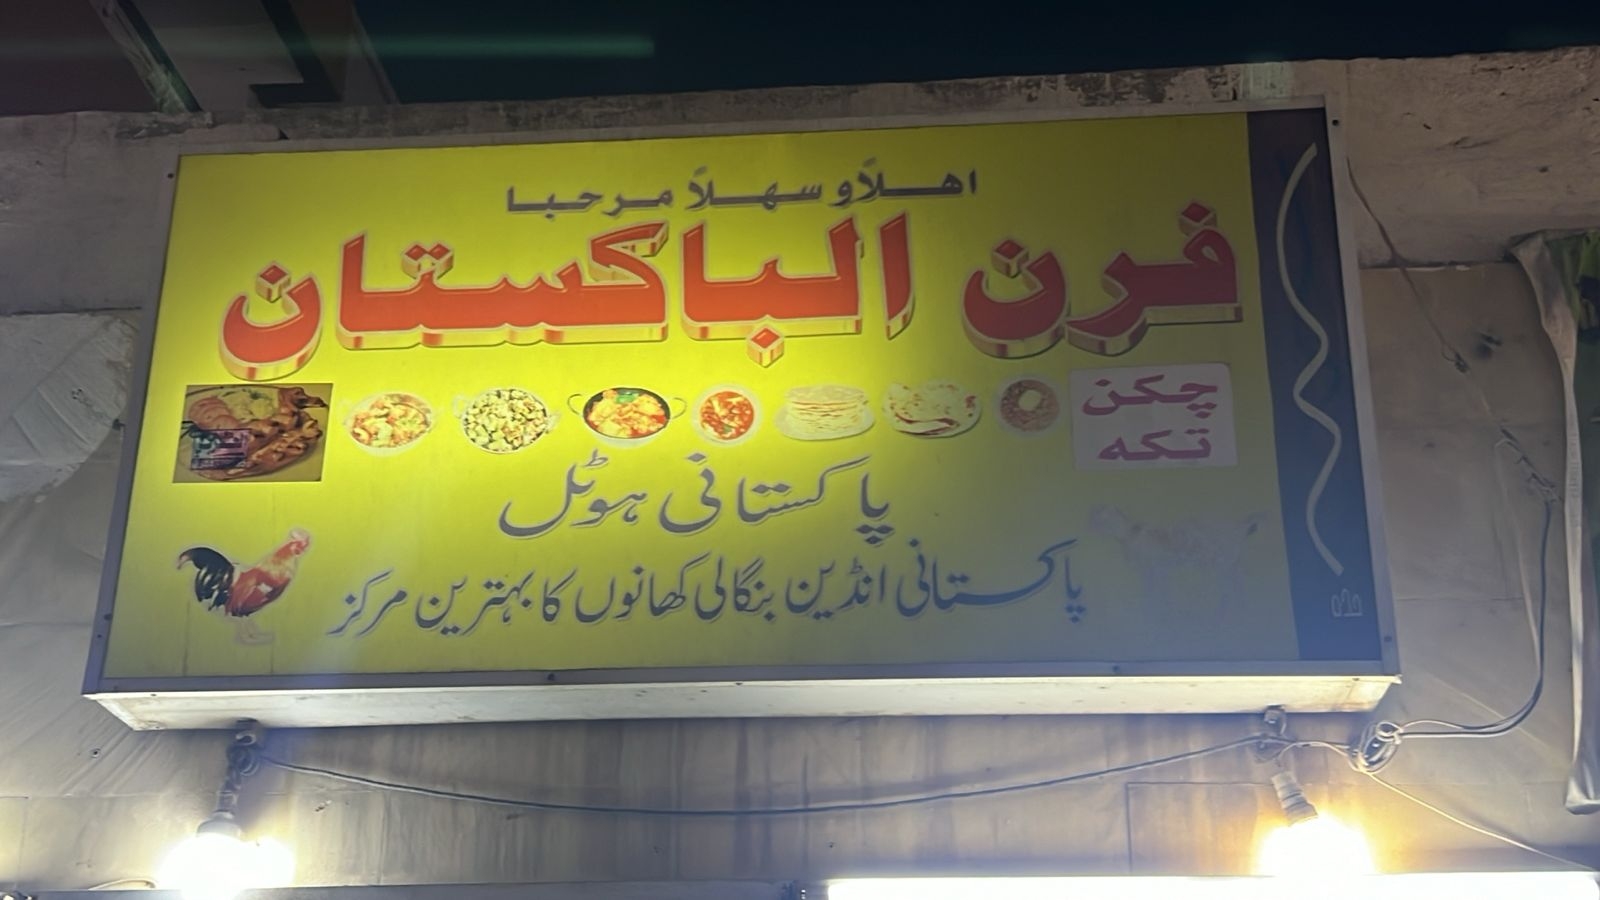 اهلاً و سهلاً مرحبا
فرن الباكستان
چکن
تکہ
پاکستانی ہوٹل
پاکستانی انڈین بنگالی کھانوں کا بہترین مرکز